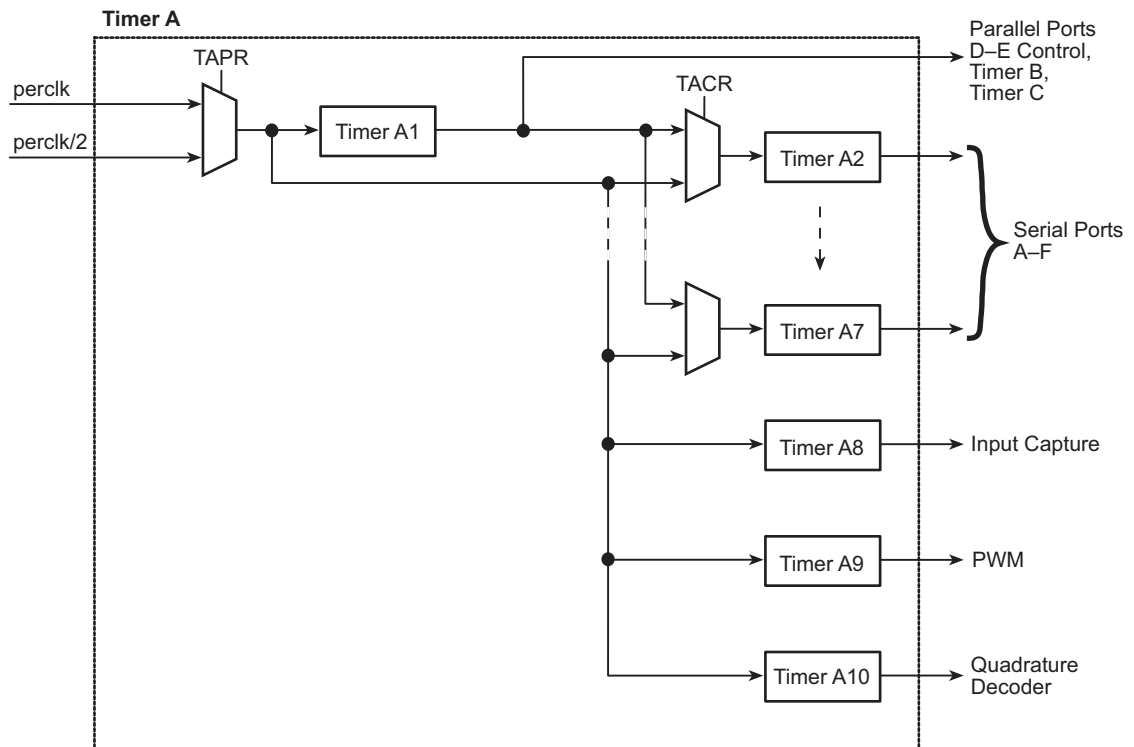 Timer A
TAPR
perclk
perclk/2
Timer A1
TACR
Parallel Ports
D–E Control,
Timer B,
Timer C
Timer A2
Serial Ports
A–F
Timer A7
Timer A8
Input Capture
Timer A9
PWM
Timer A10
Quadrature
Decoder